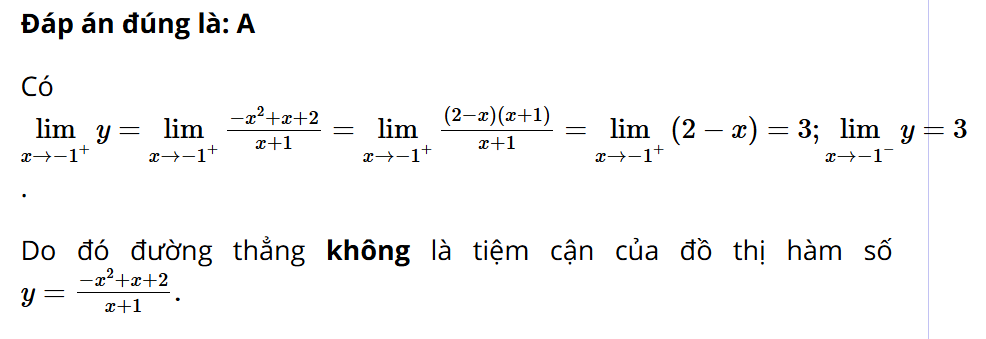 Đáp án đúng là: A
Có
$\lim_{x \to -1^+} y = \lim_{x \to -1^+} \frac{-x^2+x+2}{x+1} = \lim_{x \to -1^+} \frac{(2-x)(x+1)}{x+1} = \lim_{x \to -1^+} (2-x) = 3; \lim_{x \to -1^-} y = 3$
.
Do đó đường thẳng không là tiệm cận của đồ thị hàm số
$y = \frac{-x^2+x+2}{x+1}.$